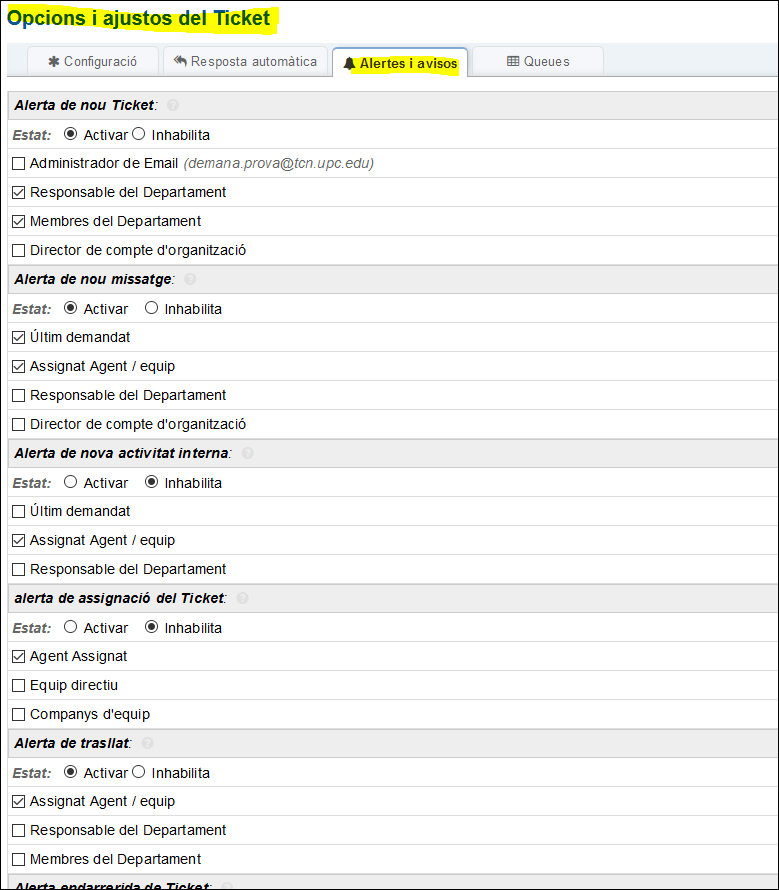 Opcions i ajustos del Ticket
Configuració Resposta automàtica Alertes i avisos Queues
Alerta de nou Ticket:
Estat: Activar Inhabilita
Administrador de Email (demana.prova@tcn.upc.edu)
Responsable del Departament
Membres del Departament
Director de compte d'organització
Alerta de nou missatge:
Estat: Activar Inhabilita
Últim demandat
Assignat Agent / equip
Responsable del Departament
Director de compte d'organització
Alerta de nova activitat interna:
Estat: Activar Inhabilita
Últim demandat
Assignat Agent / equip
Responsable del Departament
alerta de assignació del Ticket:
Estat: Activar Inhabilita
Agent Assignat
Equip directiu
Companys d'equip
Alerta de trasllat:
Estat: Activar Inhabilita
Assignat Agent / equip
Responsable del Departament
Membres del Departament
Alerta endarrerida de Ticket: